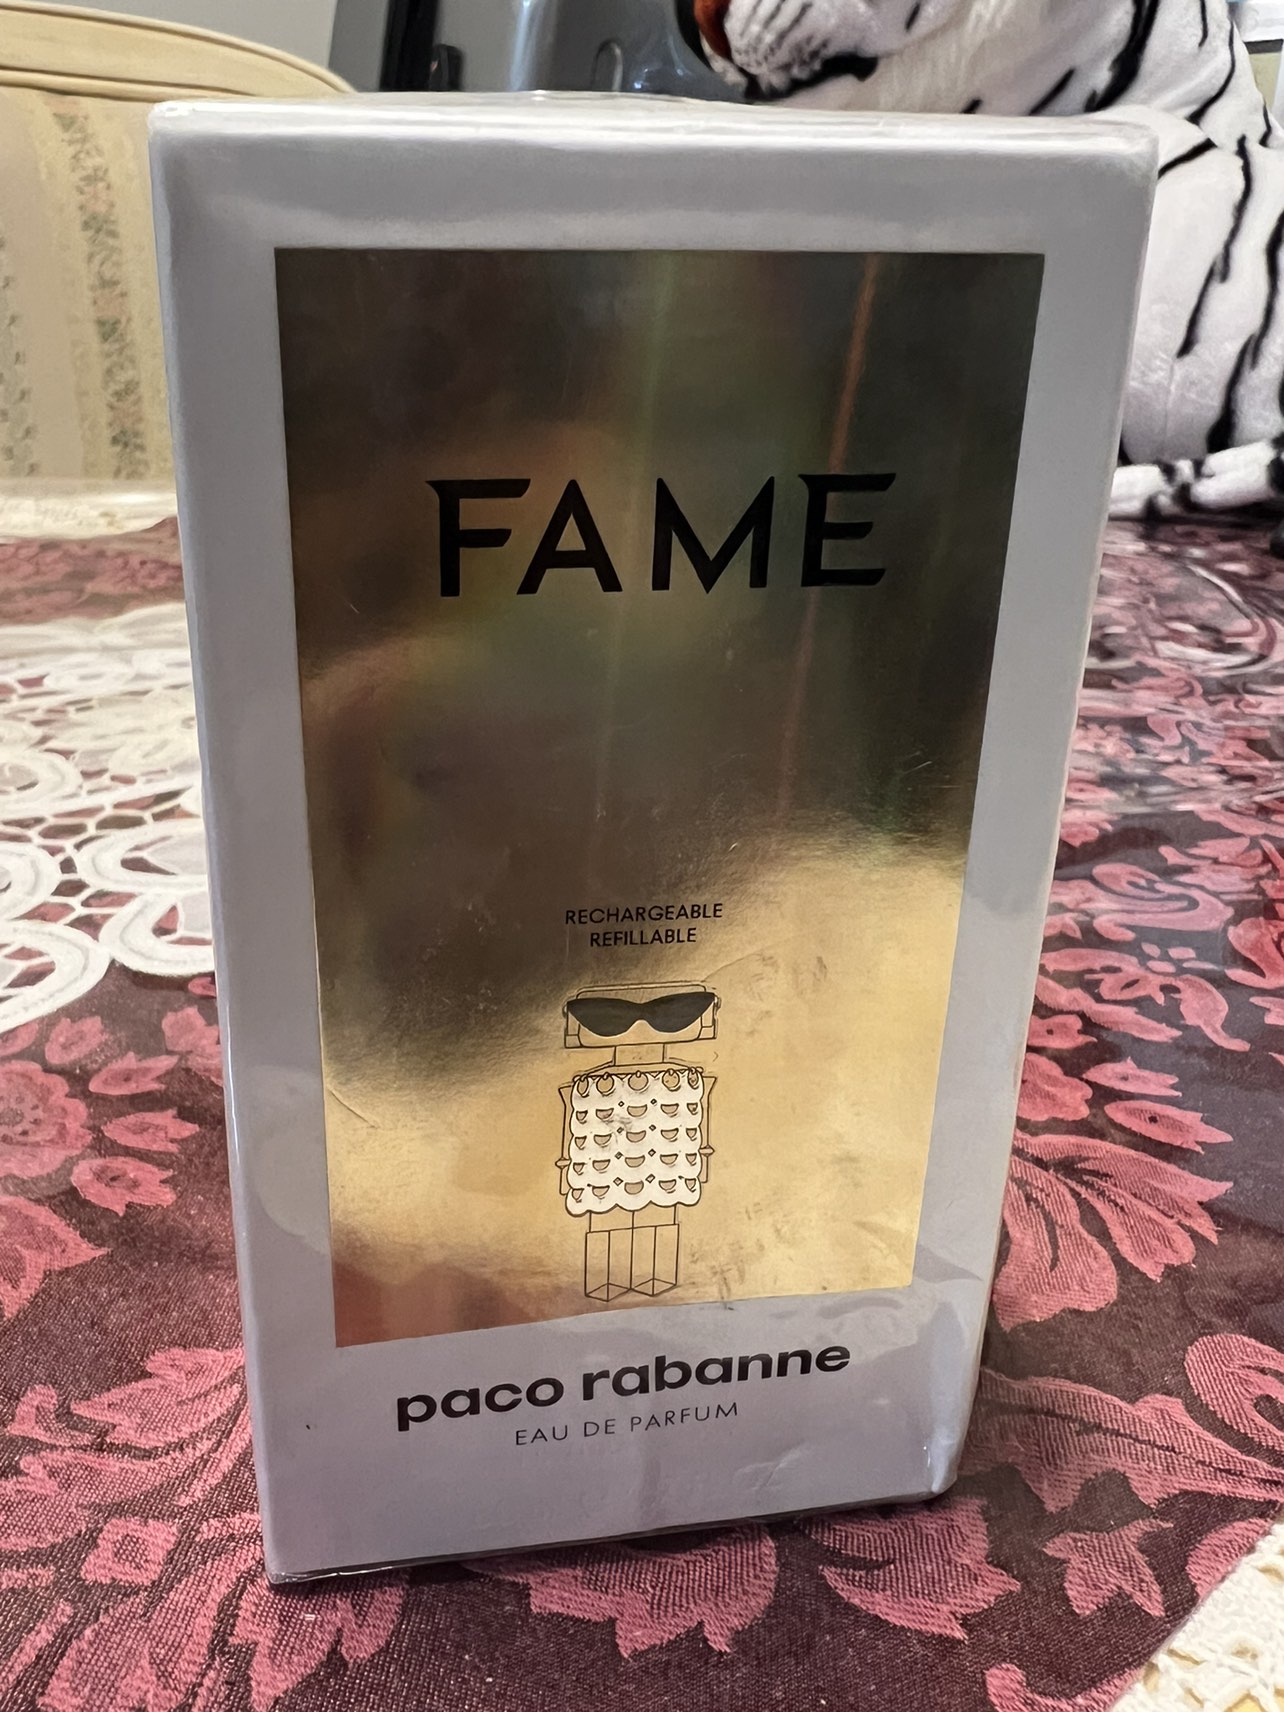 FAME
RECHARGEABLE
REFILLABLE
paco rabanne
EAU DE PARFUM